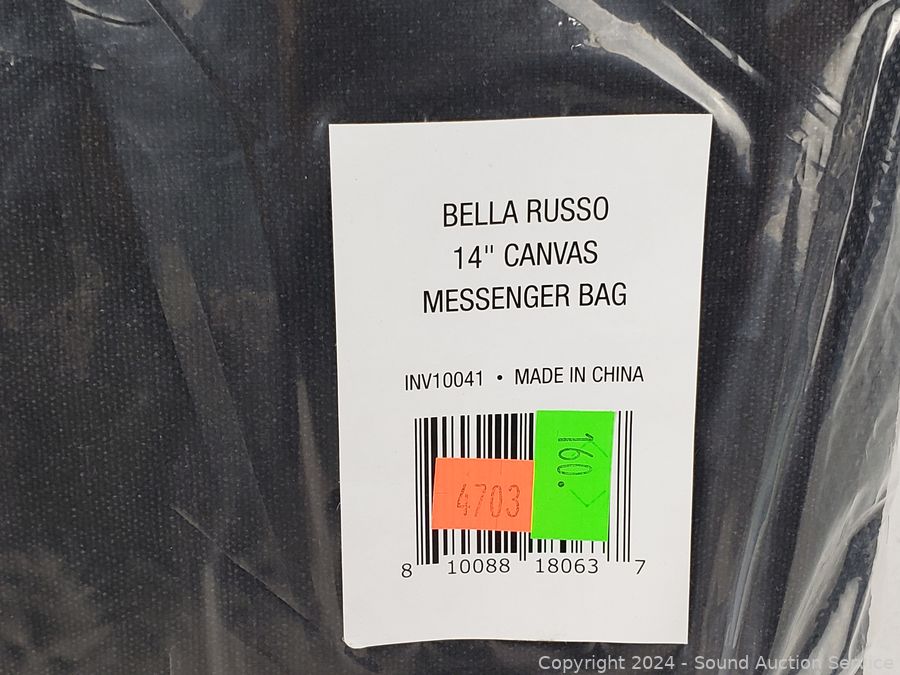 BELLA RUSSO
14" CANVAS
MESSENGER BAG
INV10041 • MADE IN CHINA
160.
4703
8 10088 18063 7
Copyright 2024 - Sound Auction Service